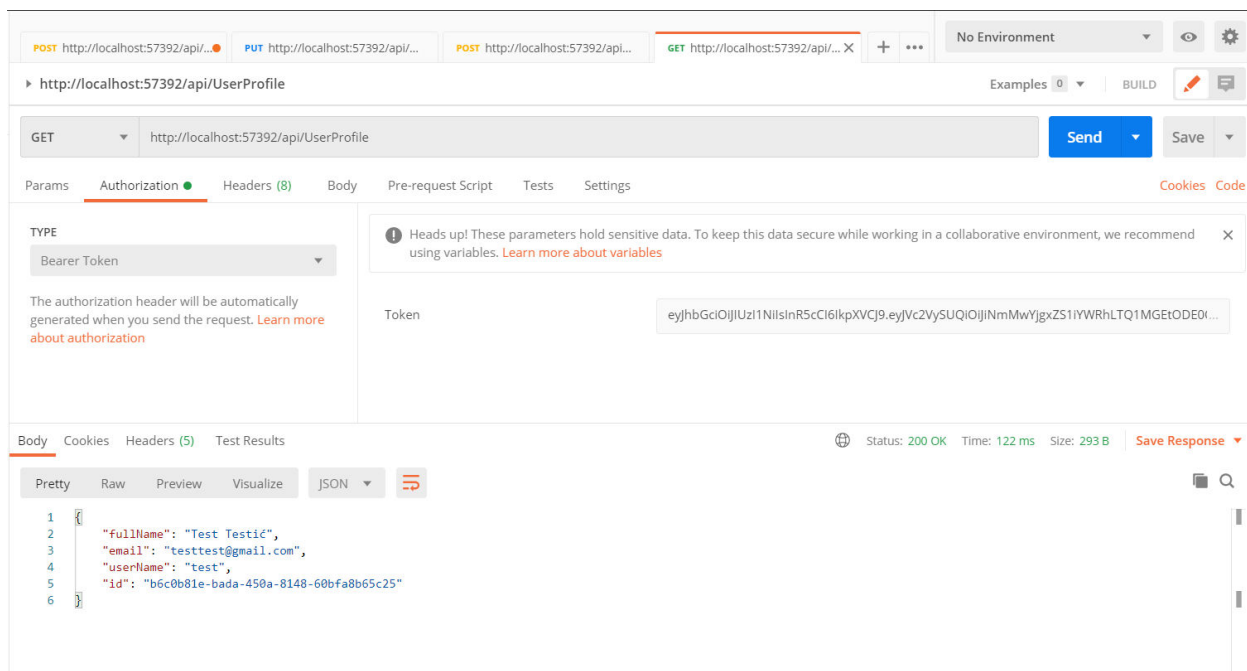 POST http://localhost:57392/api/... PUT http://localhost:57392/api/... POST http://localhost:57392/api... GET http://localhost:57392/api/... No Environment
http://localhost:57392/api/UserProfile Examples 0 BUILD
GET http://localhost:57392/api/UserProfile Send Save
Params Authorization Headers (8) Body Pre-request Script Tests Settings Cookies Code
TYPE
Bearer Token
The authorization header will be automatically
generated when you send the request. Learn more
about authorization
Heads up! These parameters hold sensitive data. To keep this data secure while working in a collaborative environment, we recommend
using variables. Learn more about variables
Token
Body Cookies Headers (5) Test Results Status: 200 OK Time: 122 ms Size: 293 B Save Response
Pretty Raw Preview Visualize JSON
1 {
2 "fullName": "Test Testić",
3 "email": "testtest@gmail.com",
4 "userName": "test",
5 "id": "b6c0b81e-bada-450a-8148-60bfa8b65c25"
6 }